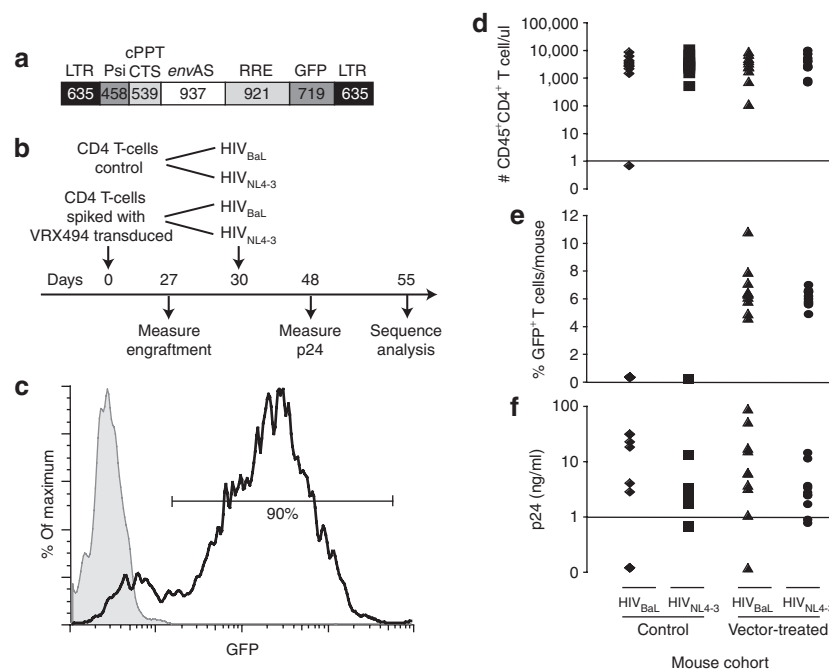 a
cPPT
LTR Psi CTS envAS RRE GFP LTR
635 458 539 937 921 719 635
b
CD4 T-cells
control
HIVBaL
HIVNL4-3
CD4 T-cells
spiked with
VRX494 transduced
HIVBaL
HIVNL4-3
Days 0 27 30 48 55
Measure
engraftment
Measure
p24
Sequence
analysis
c
% Of maximum
90%
GFP
d
# CD45+CD4+ T cell/ul
100,000
10,000
1,000
100
1
0
e
% GFP+ T cells/mouse
12
10
8
6
4
2
0
f
p24 (ng/ml)
100
10
1
0
HIVBaL HIVNL4-3 HIVBaL HIVNL4-3
Control Vector-treated
Mouse cohort